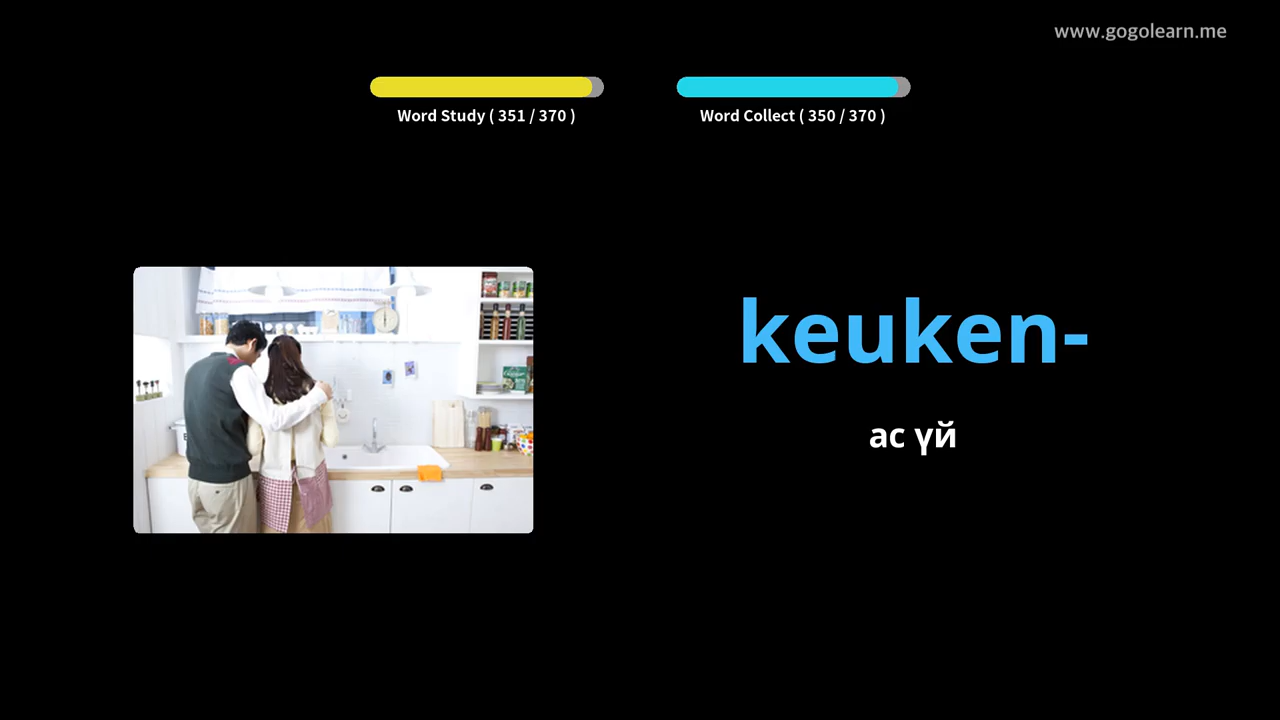 www.gogolearn.me
Word Study ( 351 / 370 )
Word Collect ( 350 / 370 )
keuken-
ас үй